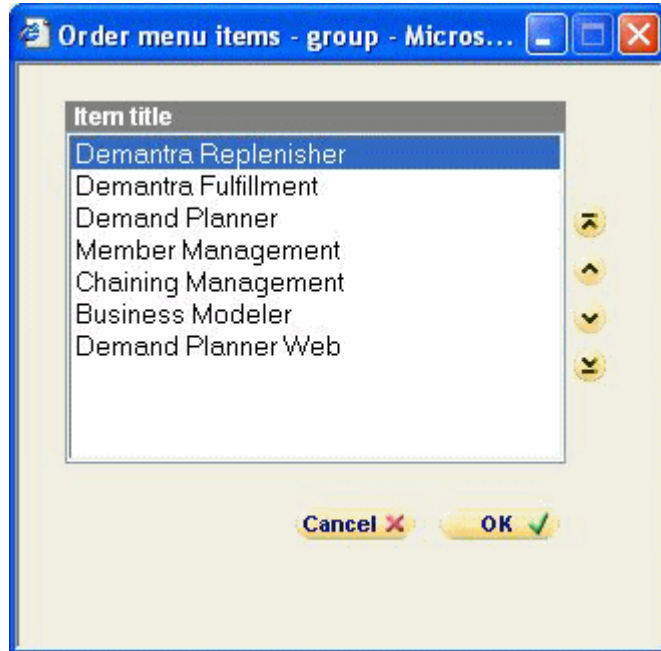 Order menu items - group - Micros...
Item title
Demantra Replenisher
Demantra Fulfillment
Demand Planner
Member Management
Chaining Management
Business Modeler
Demand Planner Web
Cancel
OK